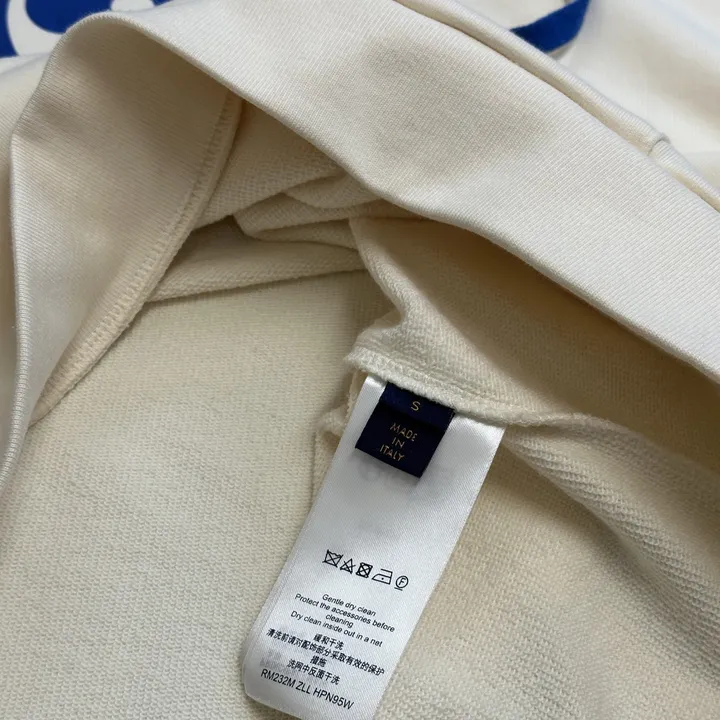 S
MADE
IN
ITALY
Gentle dry clean
Protect the accessories before
cleaning
Dry clean inside out in a net
缓和干洗
清洗前请对配饰部分采取有效的保护
措施
洗网中反面干洗
RM232M ZLL HPN95W